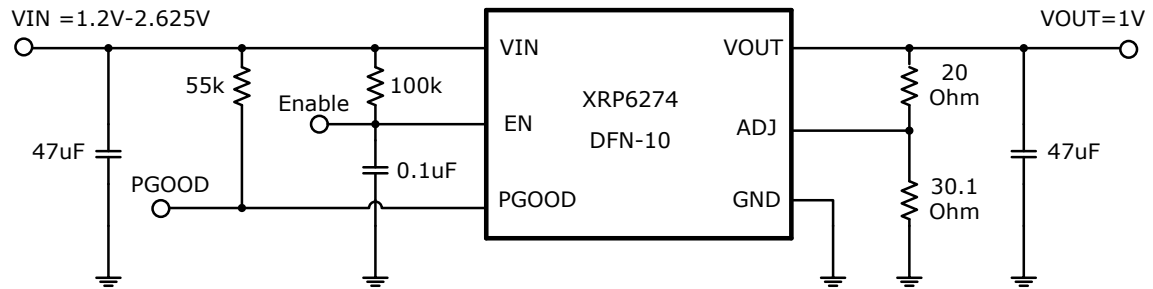 VIN =1.2V-2.625V
VOUT=1V
VIN
VOUT
55k
100k
20
Ohm
Enable
XRP6274
EN
ADJ
DFN-10
47uF
0.1uF
47uF
PGOOD
PGOOD
GND
30.1
Ohm